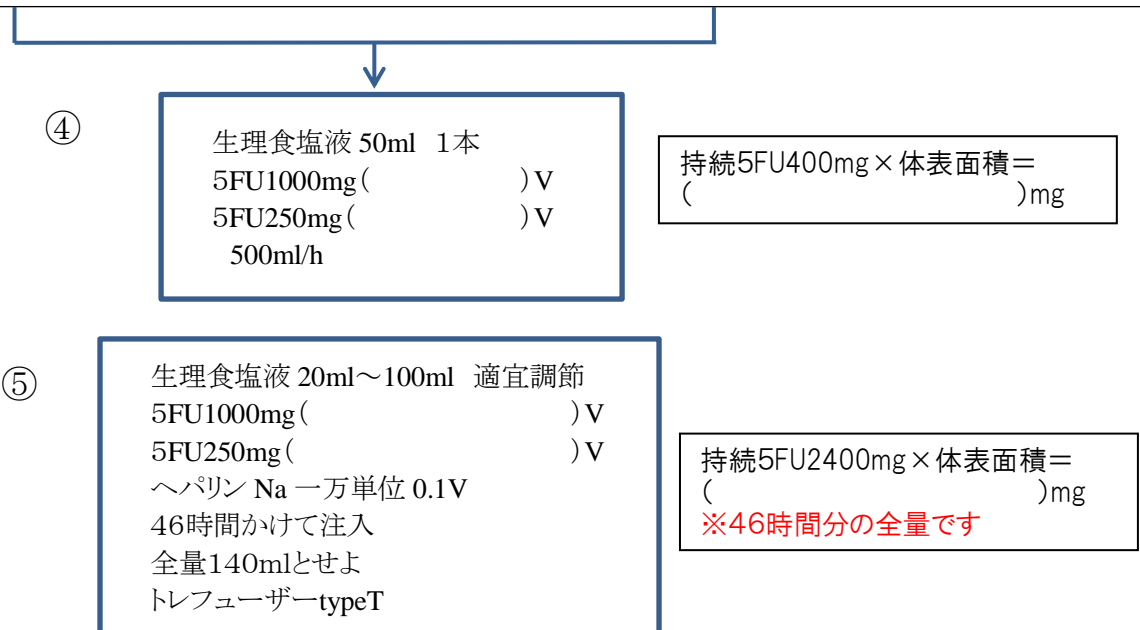 ④
生理食塩液 50ml 1本
5FU1000mg( )V
5FU250mg( )V
500ml/h
持続5FU400mg×体表面積＝
( )mg
⑤
生理食塩液 20ml～100ml 適宜調節
5FU1000mg( )V
5FU250mg( )V
ヘパリン Na 一万単位 0.1V
46時間かけて注入
全量140mlとせよ
トレフューザーtypeT
持続5FU2400mg×体表面積＝
( )mg
※46時間分の全量です